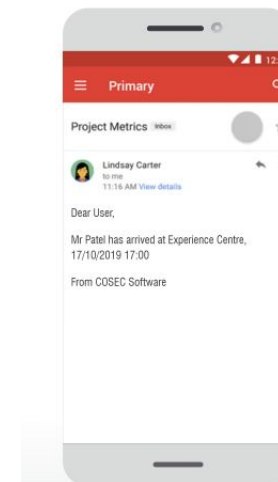 12:
Primary
Project Metrics Inbox
Lindsay Carter
to me
11:16 AM View details
Dear User,
Mr Patel has arrived at Experience Centre,
17/10/2019 17:00
From COSEC Software